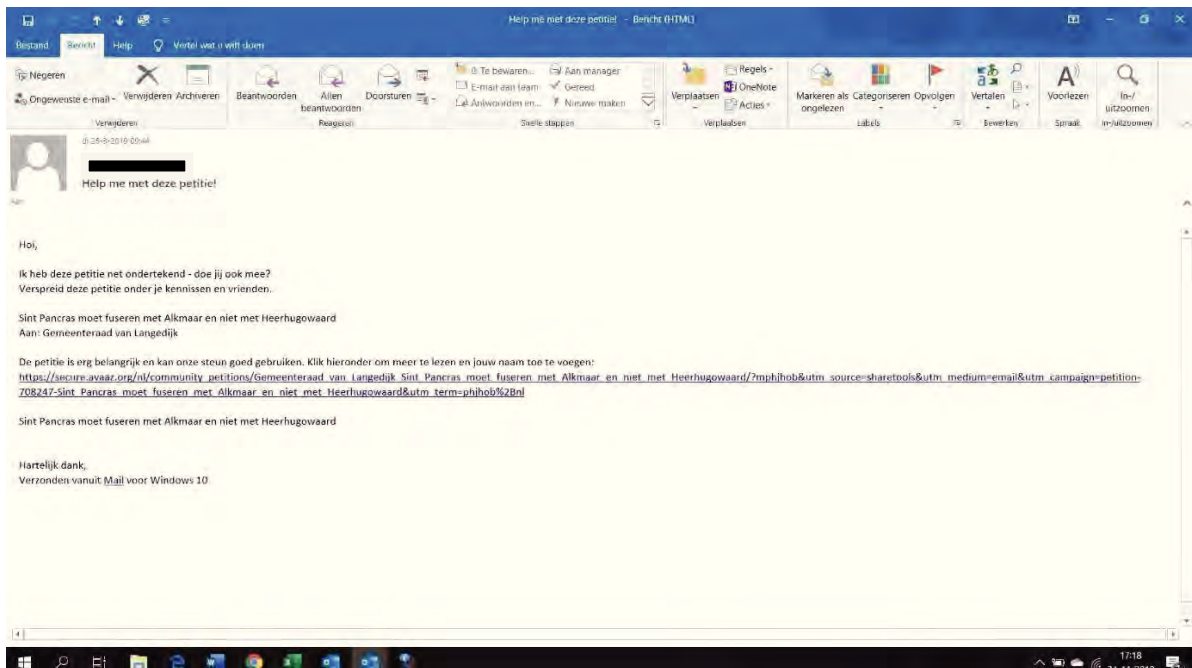 Help me met deze petitie! - Bericht (HTML)
Bestand Bericht Help Vertel wat u wilt doen
Negeren
Ongewenste e-mail
Verwijderen Archiveren
Verwijderen
Beantwoorden Allen beantwoorden Doorsturen
Reageren
Te bewaren... Aan manager
E-mail aan team Gereed
Antwoorden en... Nieuwe maken
Snelle stappen
Verplaatsen
Regels
OneNote
Acties
Verplaatsen
Markeren als ongelezen Categoriseren Opvolgen
Labels
Vertalen
Bewerken
Voorlezen
Spraak
In-/uitzoomen
In-/uitzoomen
Help me met deze petitie!
Aan
Hoi,
Ik heb deze petitie net ondertekend - doe jij ook mee?
Verspreid deze petitie onder je kennissen en vrienden.
Sint Pancras moet fuseren met Alkmaar en niet met Heerhugowaard
Aan: Gemeenteraad van Langedijk
De petitie is erg belangrijk en kan onze steun goed gebruiken. Klik hieronder om meer te lezen en jouw naam toe te voegen:
https://secure.avaaz.org/nl/community_petitions/Gemeenteraad_van_Langedijk_Sint_Pancras_moet_fuseren_met_Alkmaar_en_niet_met_Heerhugowaard/?mphjhob&utm_source=sharetools&utm_medium=email&utm_campaign=petition-
708247-Sint_Pancras_moet_fuseren_met_Alkmaar_en_niet_met_Heerhugowaard&utm_term=phjhob%2Bnl
Sint Pancras moet fuseren met Alkmaar en niet met Heerhugowaard
Hartelijk dank,
Verzonden vanuit Mail voor Windows 10
17:18